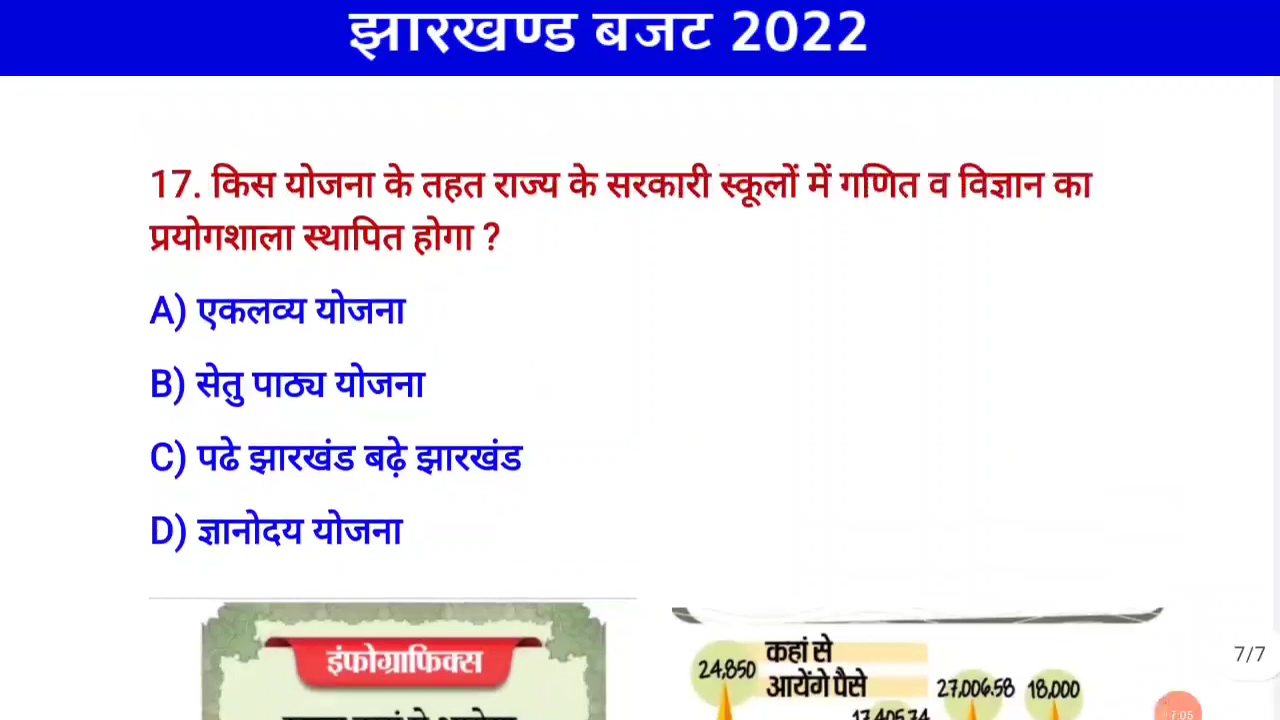 झारखण्ड बजट 2022
17. किस योजना के तहत राज्य के सरकारी स्कूलों में गणित व विज्ञान का
प्रयोगशाला स्थापित होगा ?
A) एकलव्य योजना
B) सेतु पाठ्य योजना
C) पढे झारखंड बढ़े झारखंड
D) ज्ञानोदय योजना
इंफोग्राफिक्स
24,850
कहां से
आयेंगे पैसे
27,006.58 18,000
7/7